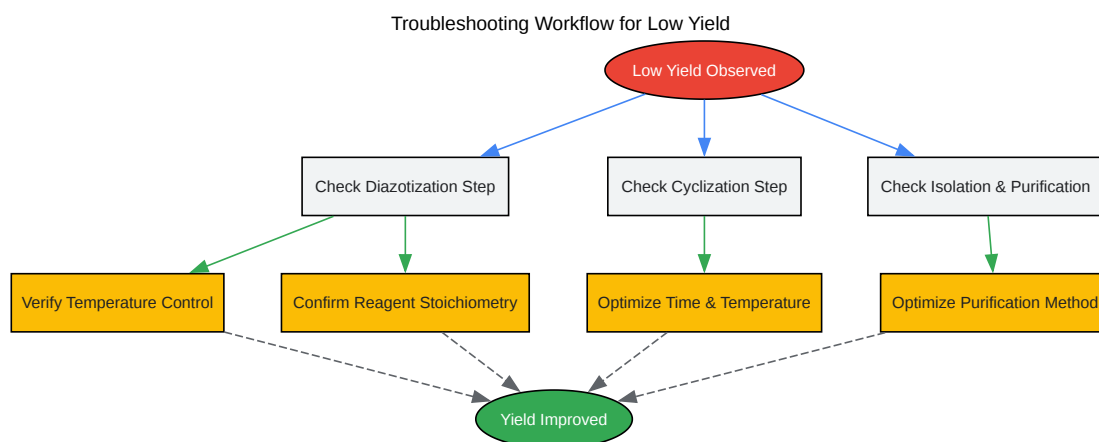 Troubleshooting Workflow for Low Yield
Low Yield Observed
Check Diazotization Step
Check Cyclization Step
Check Isolation & Purification
Verify Temperature Control
Confirm Reagent Stoichiometry
Optimize Time & Temperature
Optimize Purification Method
Yield Improved